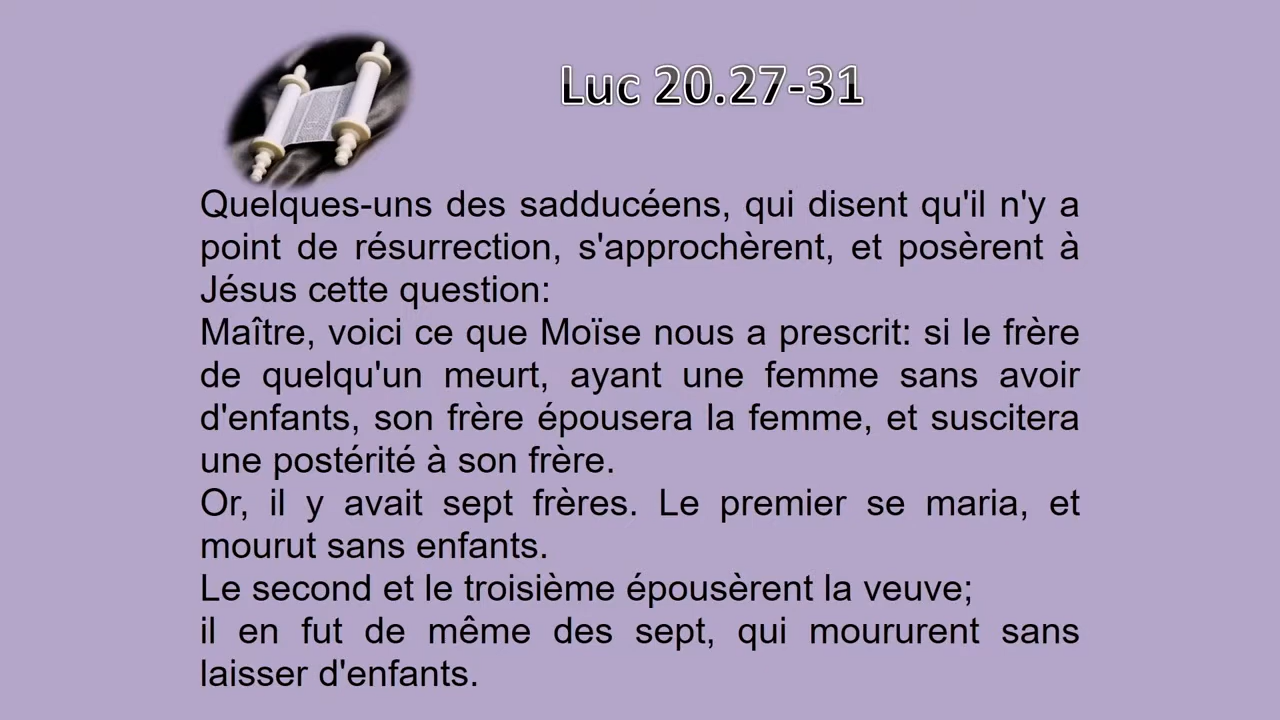 Luc 20.27-31
Quelques-uns des sadducéens, qui disent qu'il n'y a
point de résurrection, s'approchèrent, et posèrent à
Jésus cette question:
Maître, voici ce que Moïse nous a prescrit: si le frère
de quelqu'un meurt, ayant une femme sans avoir
d'enfants, son frère épousera la femme, et suscitera
une postérité à son frère.
Or, il y avait sept frères. Le premier se maria, et
mourut sans enfants.
Le second et le troisième épousèrent la veuve;
il en fut de même des sept, qui moururent sans
laisser d'enfants.